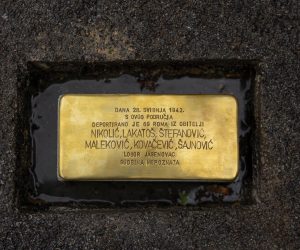 DANA 28. SVIBNJA 1942.
S OVOG PODRUČJA
DEPORTIRANO JE 69 ROMA IZ OBITELJI
NIKOLIĆ, LAKATOŠ, ŠTEFANOVIĆ,
MALEKOVIĆ, KOVAČEVIĆ, ŠAJNOVIĆ
LOGOR JASENOVAC
SUDBINA NEPOZNATA